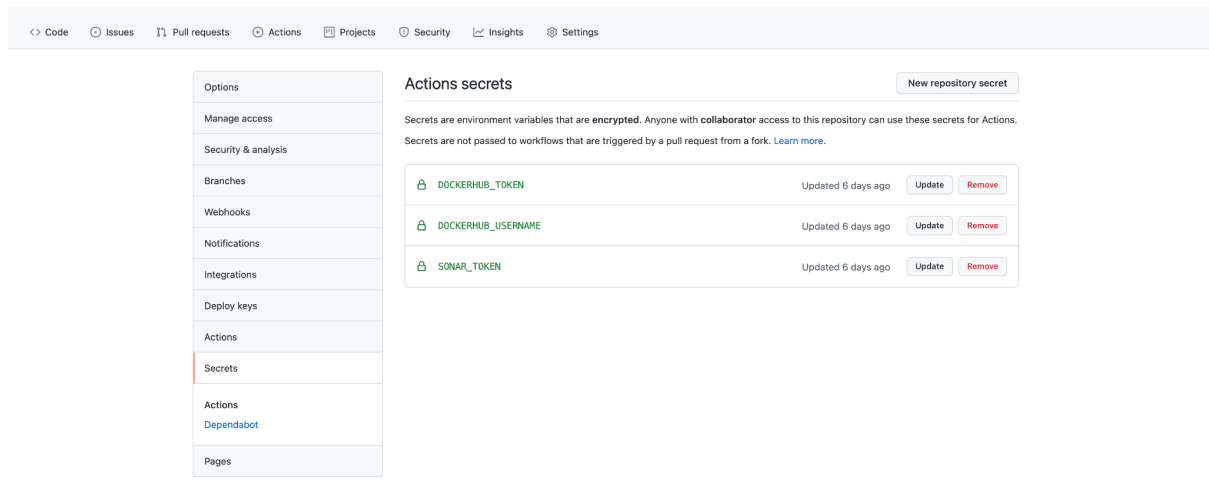 Code Issues Pull requests Actions Projects Security Insights Settings
Options
Manage access
Security & analysis
Branches
Webhooks
Notifications
Integrations
Deploy keys
Actions
Secrets
Actions
Dependabot
Pages
Actions secrets New repository secret
Secrets are environment variables that are encrypted. Anyone with collaborator access to this repository can use these secrets for Actions.
Secrets are not passed to workflows that are triggered by a pull request from a fork. Learn more.
DOCKERHUB_TOKEN Updated 6 days ago Update Remove
DOCKERHUB_USERNAME Updated 6 days ago Update Remove
SONAR_TOKEN Updated 6 days ago Update Remove